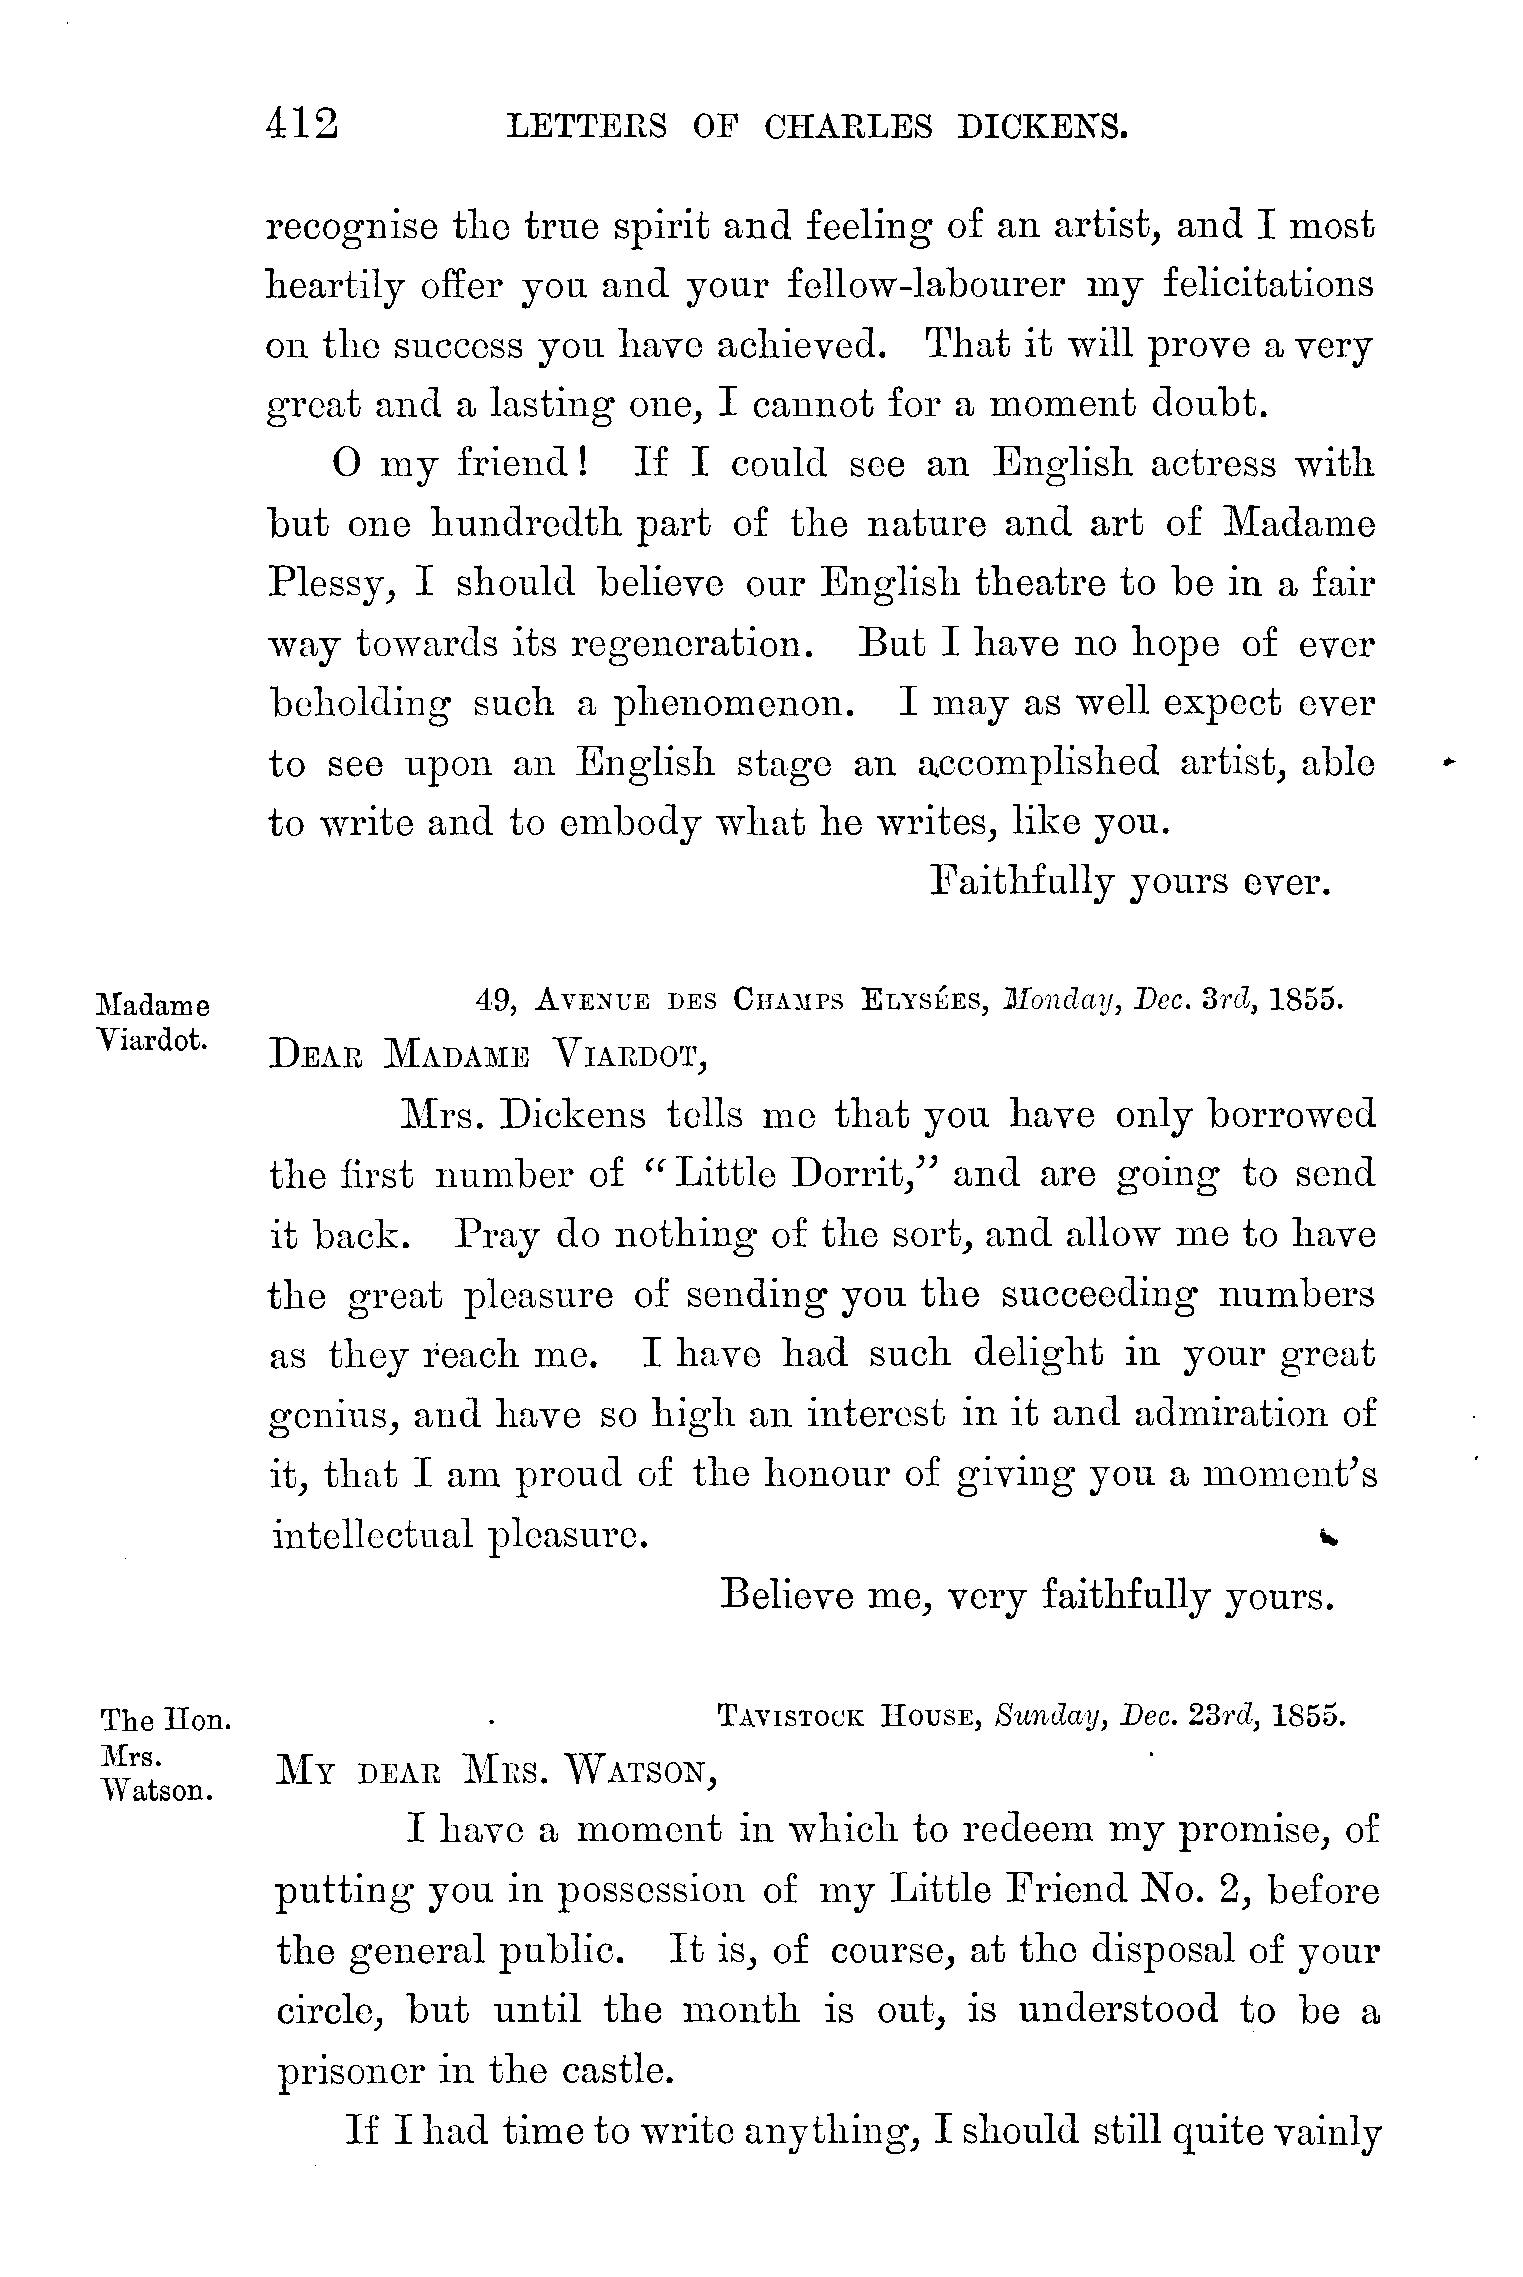 412 LETTERS OF CHARLES DICKENS.
recognise the true spirit and feeling of an artist, and I most
heartily offer you and your fellow-labourer my felicitations
on the success you have achieved. That it will prove a very
great and a lasting one, I cannot for a moment doubt.
O my friend! If I could see an English actress with
but one hundredth part of the nature and art of Madame
Plessy, I should believe our English theatre to be in a fair
way towards its regeneration. But I have no hope of ever
beholding such a phenomenon. I may as well expect ever
to see upon an English stage an accomplished artist, able
to write and to embody what he writes, like you.
Faithfully yours ever.
Madame
Viardot.
49, AVENUE DES CHAMPS ELYSÉES, Monday, Dec. 3rd, 1855.
DEAR MADAME VIARDOT,
Mrs. Dickens tells me that you have only borrowed
the first number of "Little Dorrit," and are going to send
it back. Pray do nothing of the sort, and allow me to have
the great pleasure of sending you the succeeding numbers
as they reach me. I have had such delight in your great
genius, and have so high an interest in it and admiration of
it, that I am proud of the honour of giving you a moment's
intellectual pleasure.
Believe me, very faithfully yours.
The Hon.
Mrs.
Watson.
TAVISTOCK HOUSE, Sunday, Dec. 23rd, 1855.
MY DEAR MRS. WATSON,
I have a moment in which to redeem my promise, of
putting you in possession of my Little Friend No. 2, before
the general public. It is, of course, at the disposal of your
circle, but until the month is out, is understood to be a
prisoner in the castle.
If I had time to write anything, I should still quite vainly